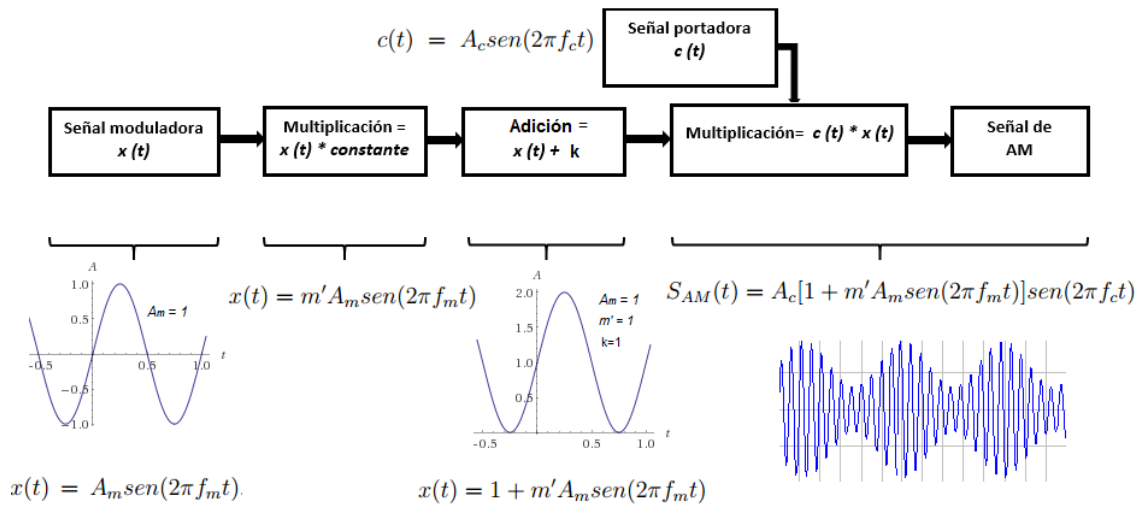 c(t) = A_c sen(2πf_c t)
Señal portadora
c (t)
Señal moduladora
x (t)
Multiplicación =
x (t) * constante
Adición =
x (t) + k
Multiplicación= c (t) * x (t)
Señal de
AM
A
1.0
0.5
-0.5
-1.0
-0.5
0.5
1.0
t
Am = 1
x(t) = m'A_m sen(2πf_m t)
A
2.0
1.5
1.0
0.5
-0.5
0.5
1.0
t
Am = 1
m' = 1
k=1
S_AM(t) = A_c[1 + m'A_m sen(2πf_m t)]sen(2πf_c t)
x(t) = A_m sen(2πf_m t).
x(t) = 1 + m'A_m sen(2πf_m t)